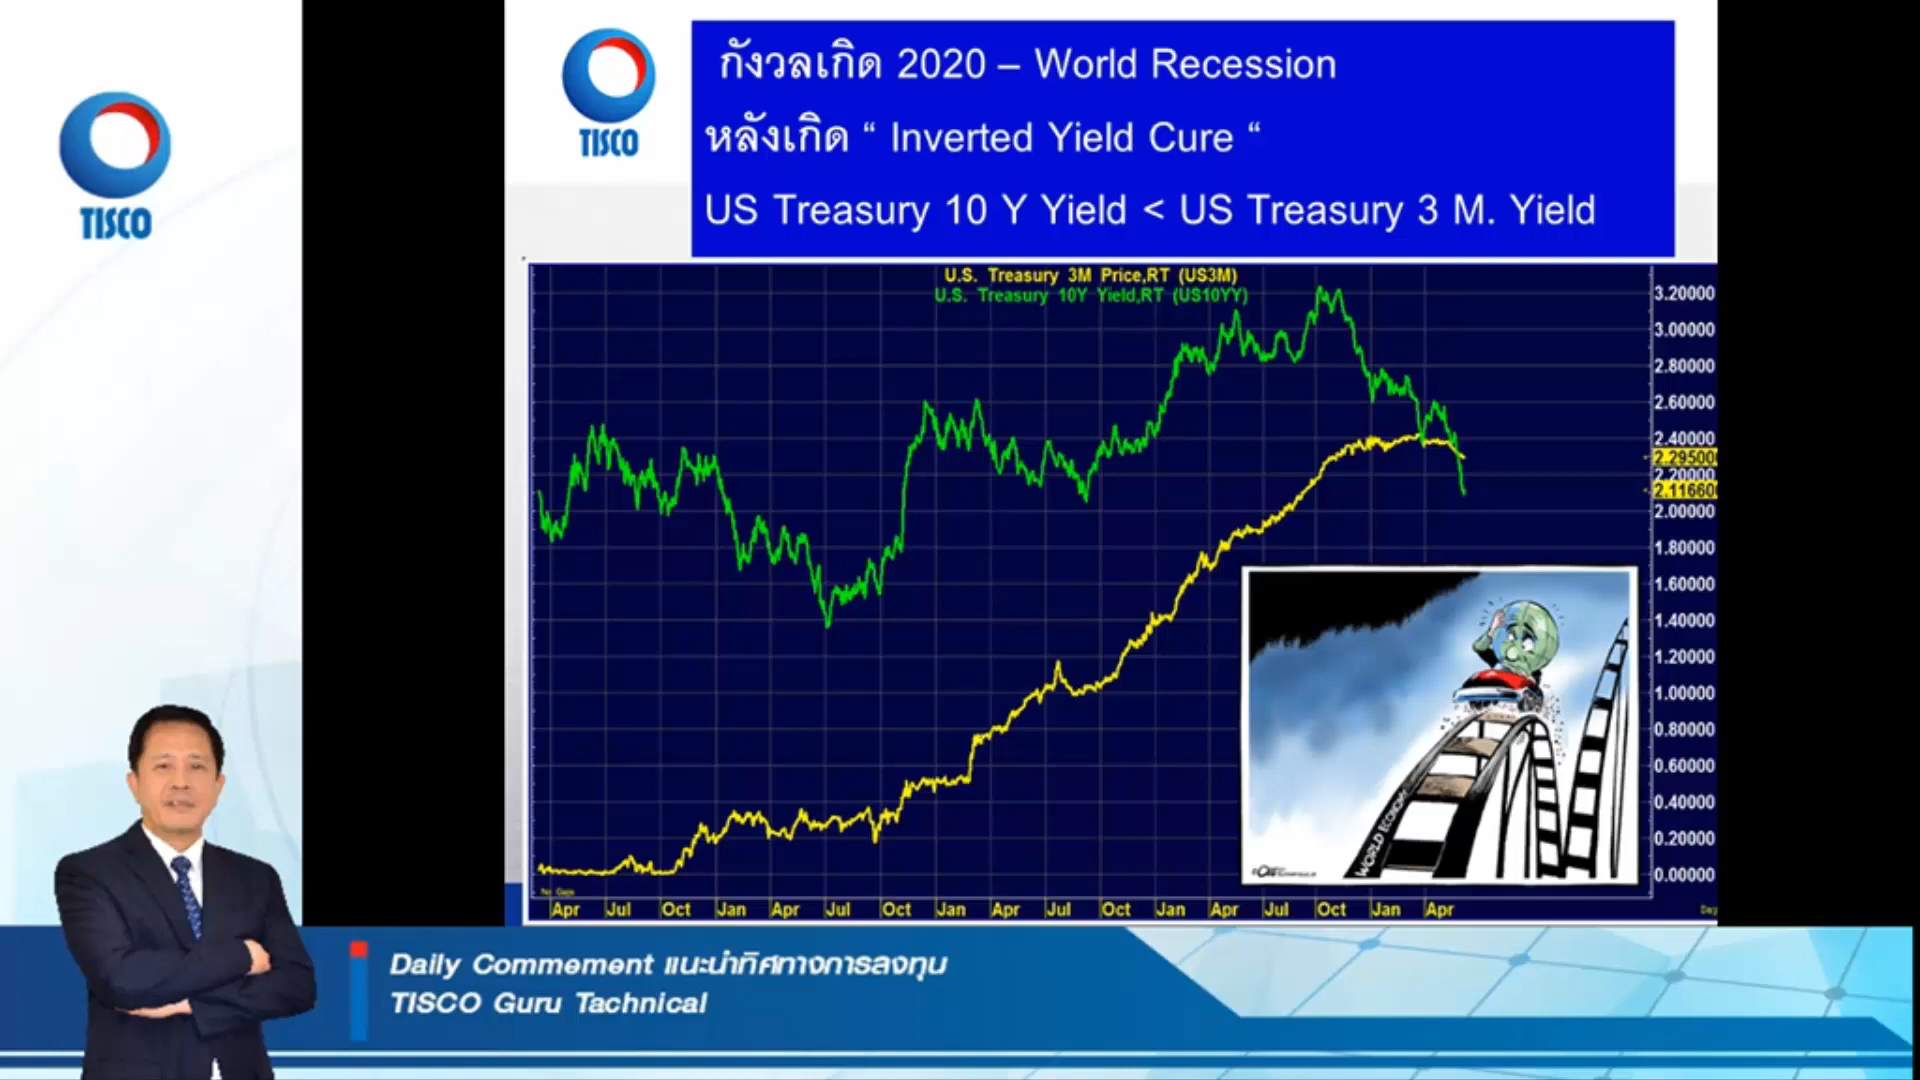 TISCO
TISCO
กังวลเกิด 2020 – World Recession
หลังเกิด “ Inverted Yield Cure “
US Treasury 10 Y Yield < US Treasury 3 M. Yield
U.S. Treasury 3M Price,RT (US3M)
U.S. Treasury 10Y Yield,RT (US10YY)
3.20000
3.00000
2.80000
2.60000
2.40000
2.29500
2.20000
2.11660
2.00000
1.80000
1.60000
1.40000
1.20000
1.00000
0.80000
0.60000
0.40000
0.20000
0.00000
WORLD ECONOMY
No Gaps
Apr Jul Oct Jan Apr Jul Oct Jan Apr Jul Oct Jan Apr Jul Oct Jan Apr
Daily Commement แนะนำทิศทางการลงทุน
TISCO Guru Tachnical